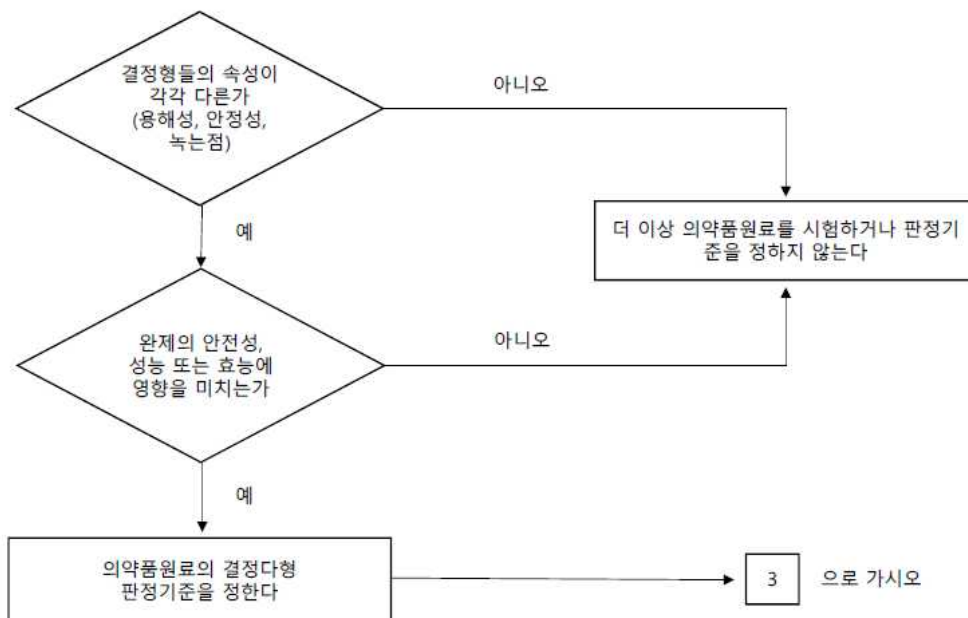 결정형들의 속성이
각각 다른가
(용해성, 안정성,
녹는점)
아니오
예
더 이상 의약품원료를 시험하거나 판정기
준을 정하지 않는다
완제의 안전성,
성능 또는 효능에
영향을 미치는가
아니오
예
의약품원료의 결정다형
판정기준을 정한다
3 으로 가시오